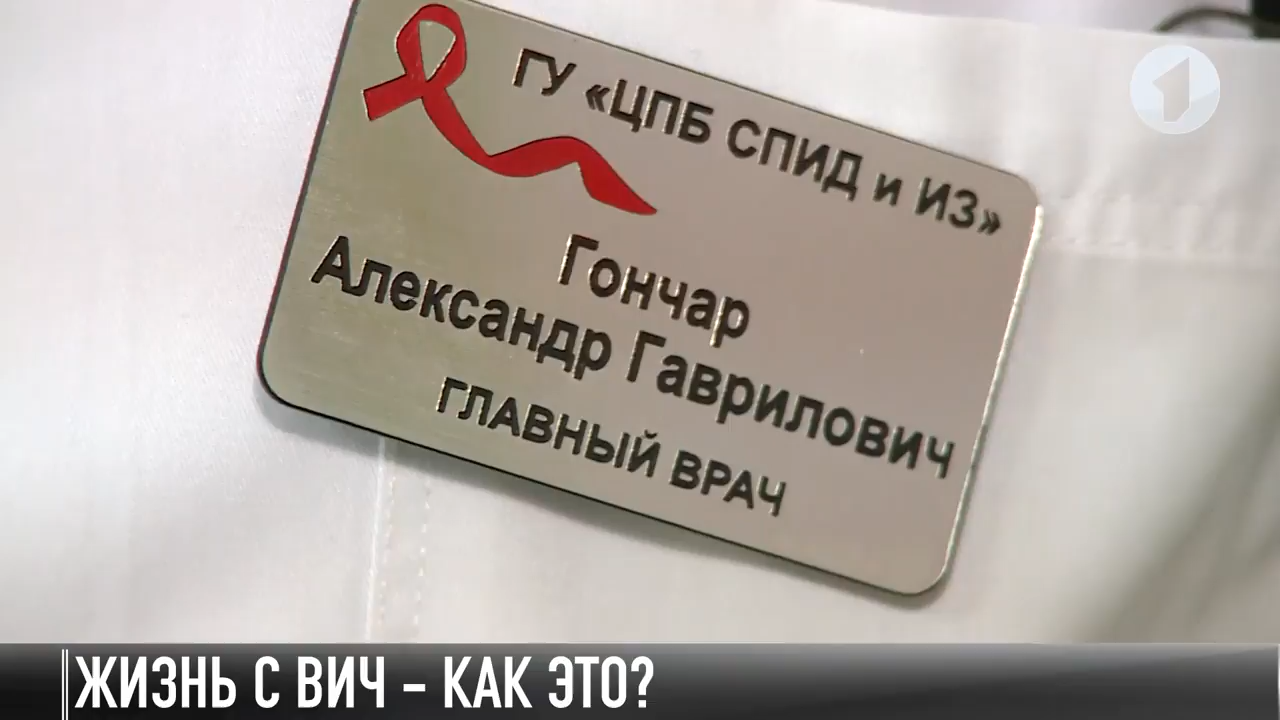 ГУ «ЦПБ СПИД и ИЗ»
Гончар
Александр Гаврилович
ГЛАВНЫЙ ВРАЧ
ЖИЗНЬ С ВИЧ - КАК ЭТО?